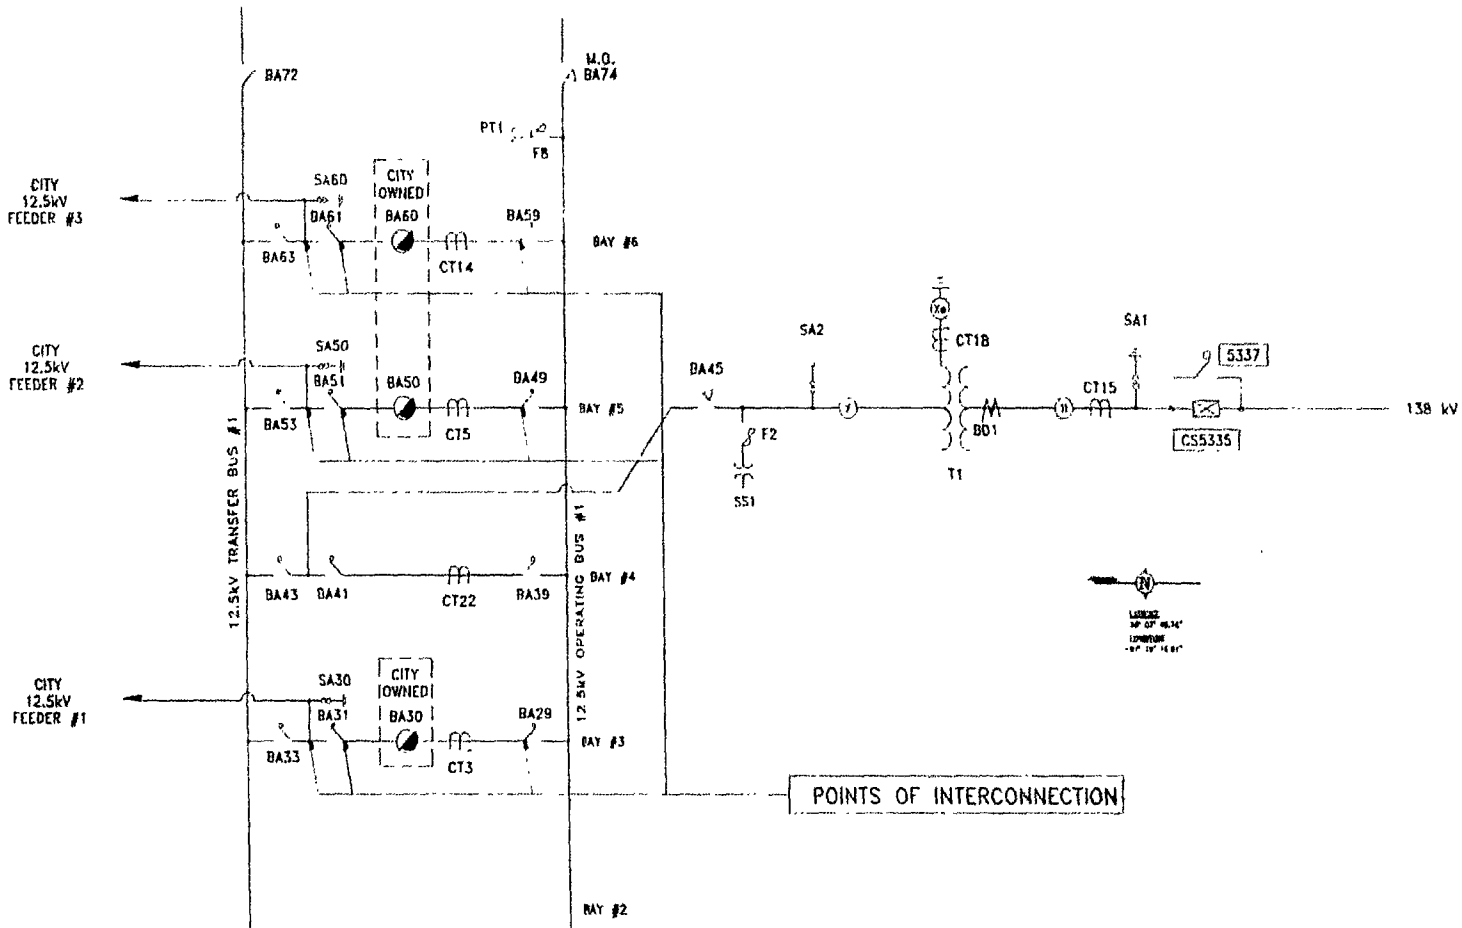 BA72
M.O.
BA74
PT1
F8
CITY
12.5kV
FEEDER #3
SA60
BA61
CITY
OWNED
BA60
BA59
BA63
CT14
BAY #6
CITY
12.5kV
FEEDER #2
SA50
BA51
BA50
BA49
BA53
CT5
BAY #5
BA45
SA2
F2
SS1
CT1B
T1
BD1
CT15
SA1
5337
CS5335
138 kV
12.5kV TRANSFER BUS #1
12.5kV OPERATING BUS #1
BA43
BA41
CT22
BA39
BAY #4
N
CITY
12.5kV
FEEDER #1
SA30
BA31
CITY
OWNED
BA30
BA29
BA33
CT3
BAY #3
POINTS OF INTERCONNECTION
BAY #2